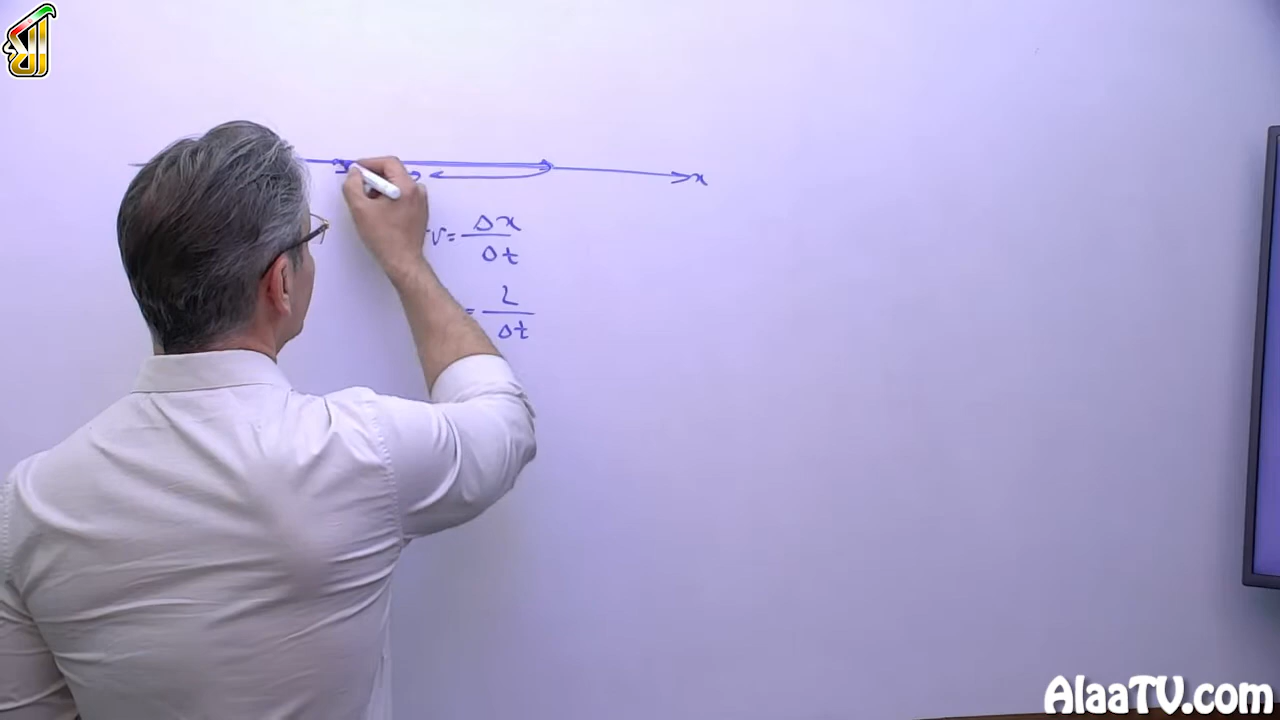 x
v = Δx / Δt
= L / Δt
AlaaTV.com